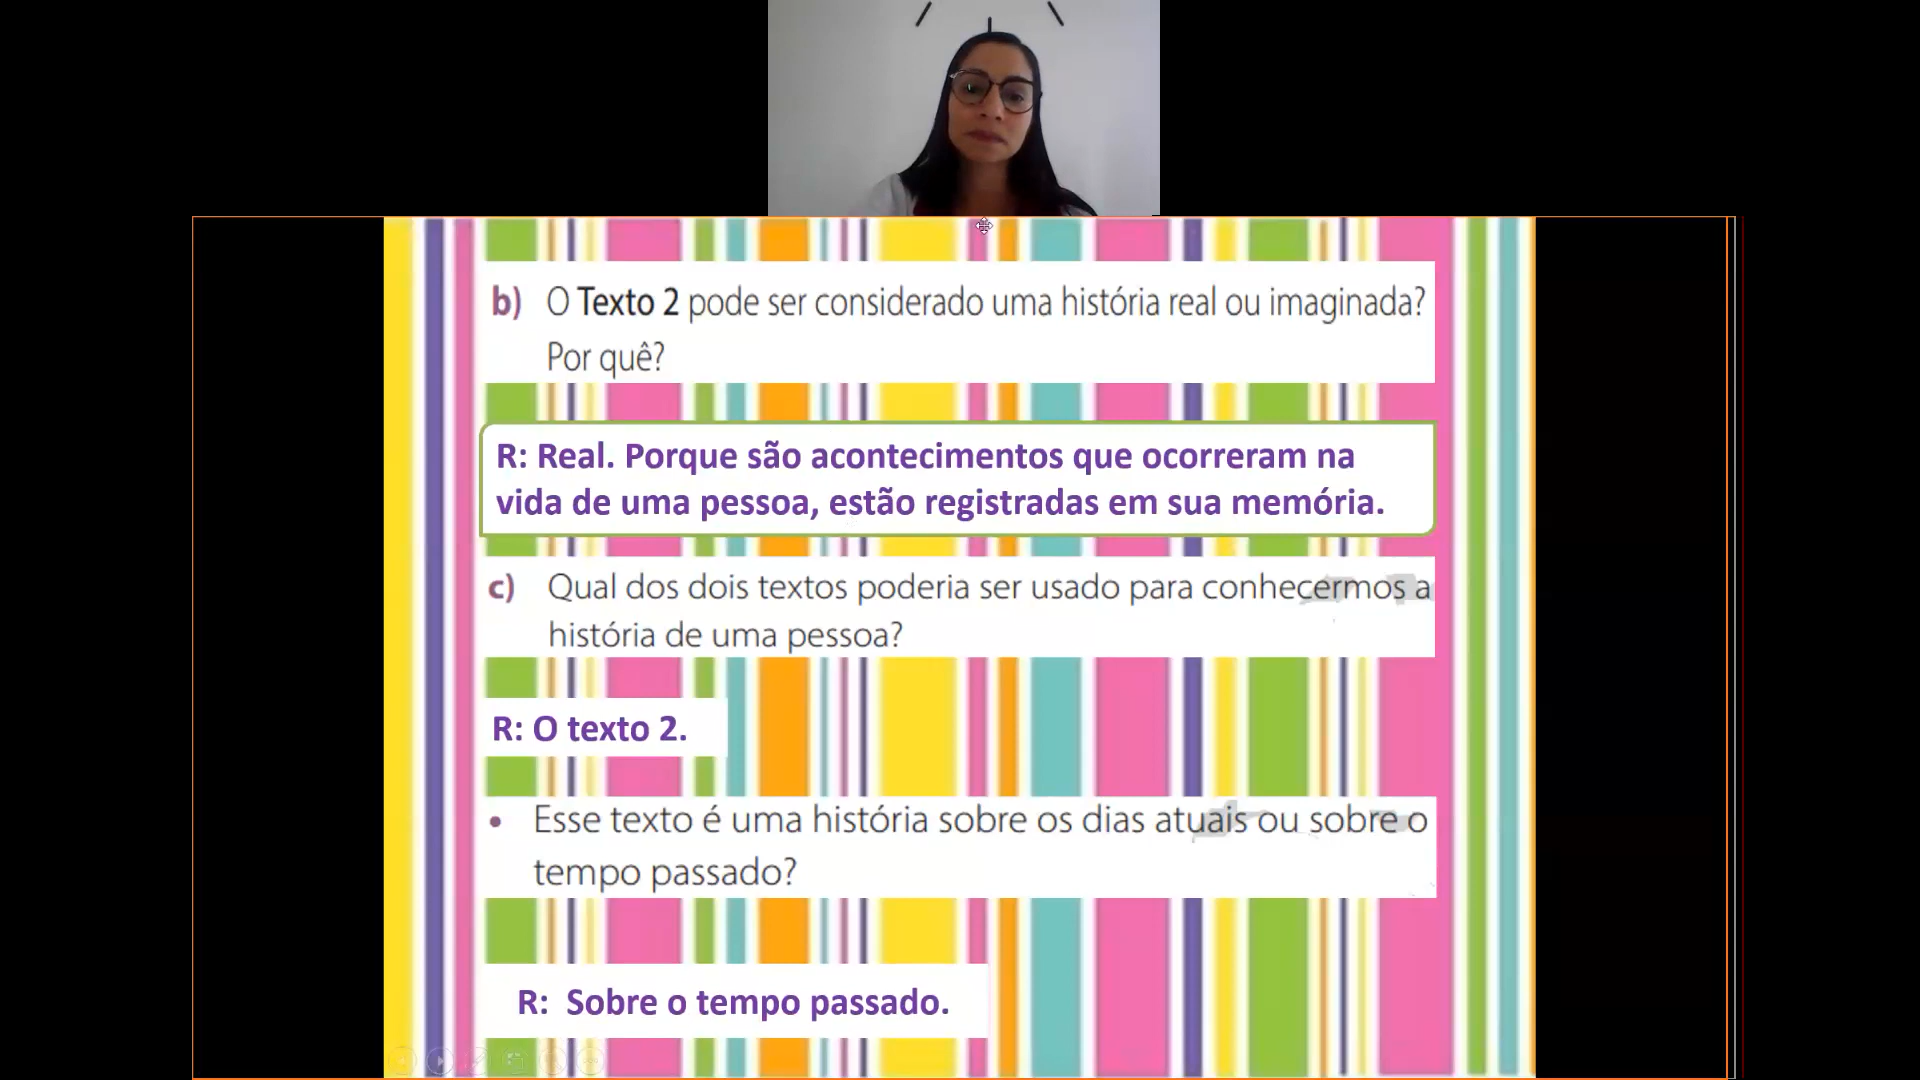 b) O Texto 2 pode ser considerado uma história real ou imaginada?
Por quê?
R: Real. Porque são acontecimentos que ocorreram na
vida de uma pessoa, estão registradas em sua memória.
c) Qual dos dois textos poderia ser usado para conhecermos a
história de uma pessoa?
R: O texto 2.
• Esse texto é uma história sobre os dias atuais ou sobre o
tempo passado?
R: Sobre o tempo passado.